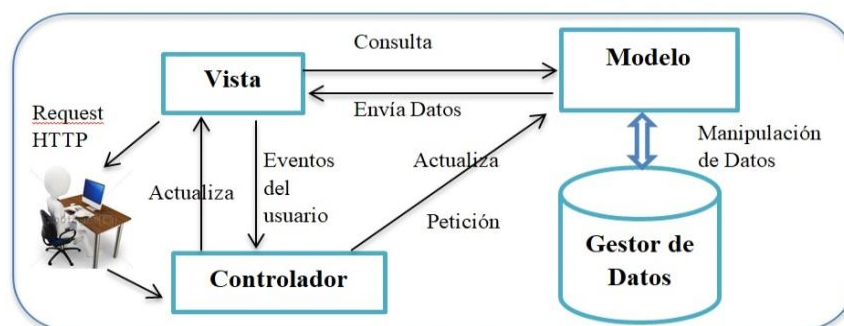 Consulta
Vista
Modelo
Envía Datos
Request
HTTP
Manipulación
de Datos
Actualiza
Eventos
del
usuario
Actualiza
Petición
Gestor de
Datos
Controlador